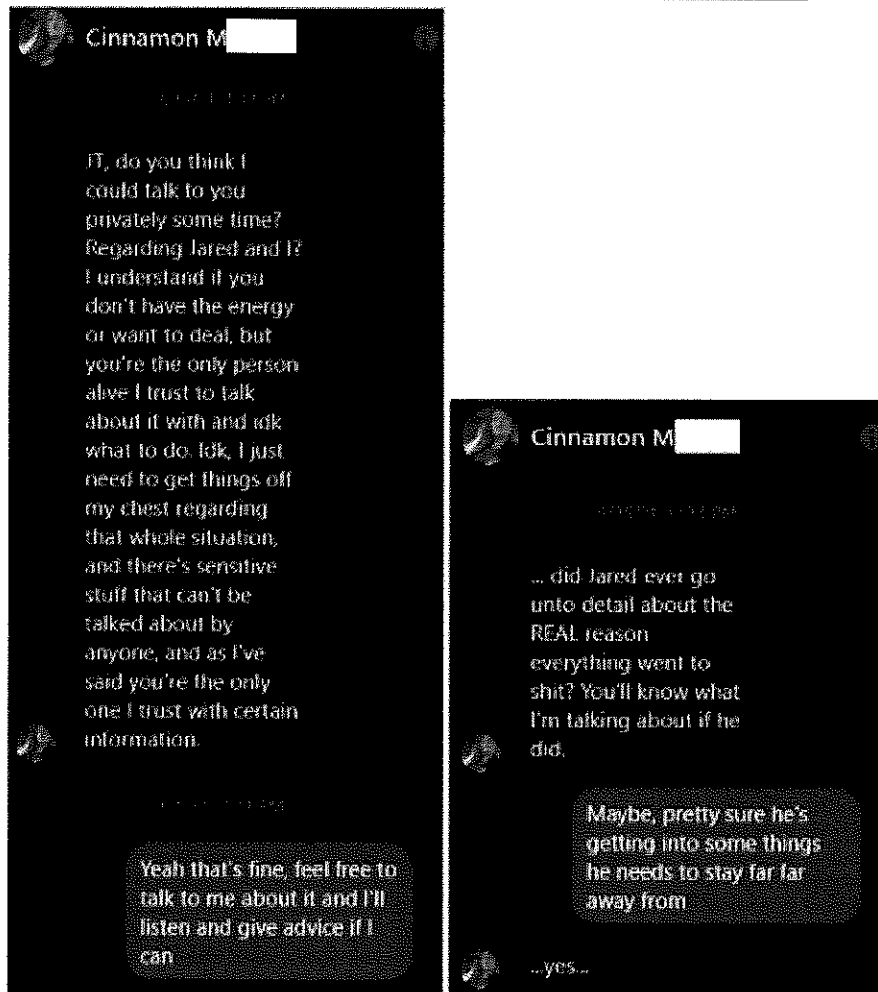 Cinnamon M
JT, do you think I
could talk to you
privately some time?
Regarding Jared and I?
I understand if you
don't have the energy
or want to deal, but
you're the only person
alive I trust to talk
about it with and idk
what to do. Idk, I just
need to get things off
my chest regarding
that whole situation,
and there's sensitive
stuff that can't be
talked about by
anyone, and as I've
said you're the only
one I trust with certain
information.
Yeah that's fine, feel free to
talk to me about it and I'll
listen and give advice if I
can
Cinnamon M
... did Jared ever go
unto detail about the
REAL reason
everything went to
shit? You'll know what
I'm talking about if he
did.
Maybe, pretty sure he's
getting into some things
he needs to stay far far
away from
...yes...